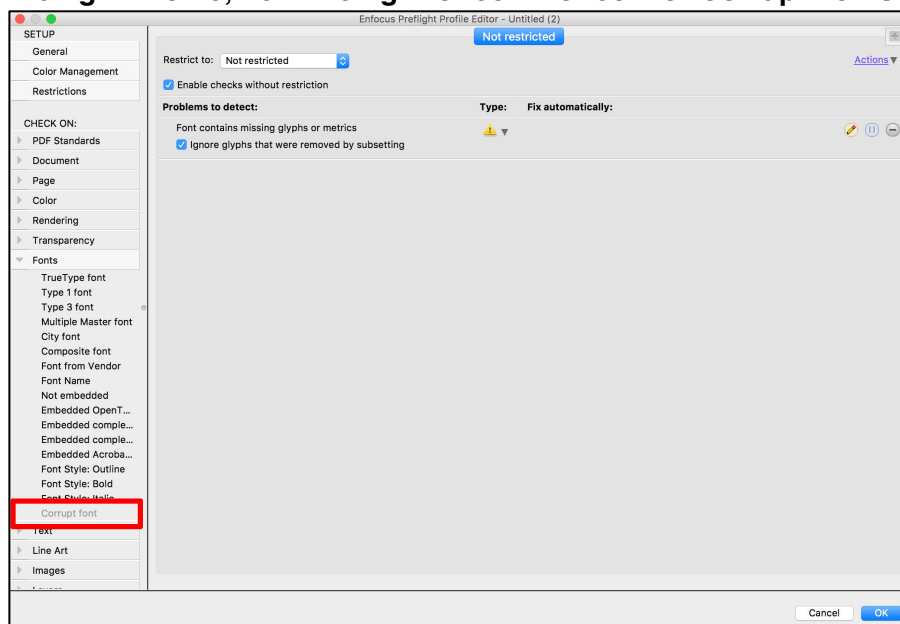 Enfocus Preflight Profile Editor - Untitled (2)
SETUP
General
Color Management
Restrictions
CHECK ON:
PDF Standards
Document
Page
Color
Rendering
Transparency
Fonts
TrueType font
Type 1 font
Type 3 font
Multiple Master font
City font
Composite font
Font from Vendor
Font Name
Not embedded
Embedded OpenT...
Embedded comple...
Embedded comple...
Embedded Acroba...
Font Style: Outline
Font Style: Bold
Font Style: Italic
Corrupt font
Text
Line Art
Images
Not restricted
Restrict to: Not restricted
Actions
Enable checks without restriction
Problems to detect: Type: Fix automatically:
Font contains missing glyphs or metrics
Ignore glyphs that were removed by subsetting
Cancel OK